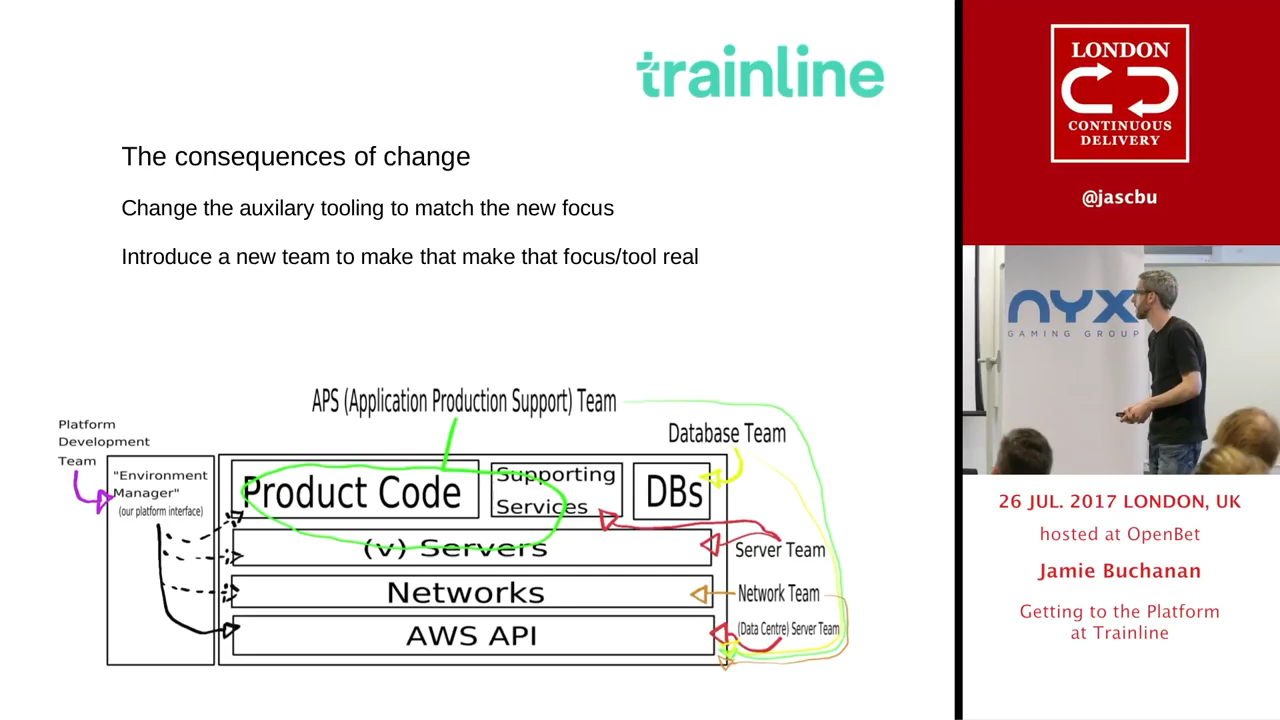 trainline
The consequences of change
Change the auxilary tooling to match the new focus
Introduce a new team to make that make that focus/tool real
APS (Application Production Support) Team
Platform
Development
Team
Database Team
"Environment
Manager"
(our platform interface)
Product Code
Supporting
Services
DBs
(v) Servers
Server Team
Networks
Network Team
AWS API
(Data Centre) Server Team
LONDON
CONTINUOUS
DELIVERY
@jascbu
NYX
GAMING GROUP
26 JUL. 2017 LONDON, UK
hosted at OpenBet
Jamie Buchanan
Getting to the Platform
at Trainline